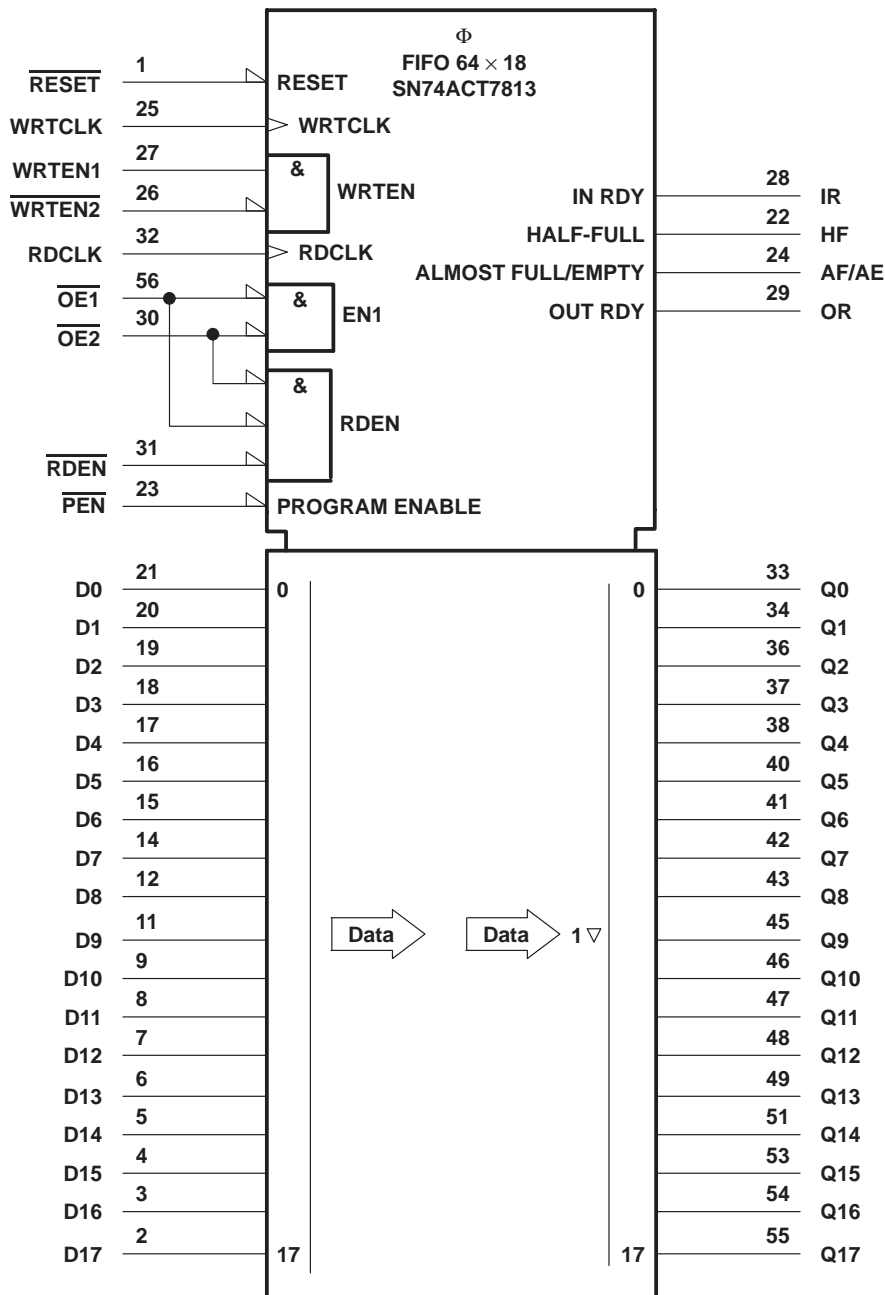 Φ
FIFO 64 × 18
SN74ACT7813
RESET 1 RESET
WRTCLK 25 WRTCLK
WRTEN1 27 &
WRTEN2 26 WRTEN
RDCLK 32 RDCLK
OE1 56 &
OE2 30 EN1
&
RDEN
RDEN 31
PEN 23 PROGRAM ENABLE
IN RDY 28 IR
HALF-FULL 22 HF
ALMOST FULL/EMPTY 24 AF/AE
OUT RDY 29 OR
D0 21 0 0 33 Q0
D1 20 34 Q1
D2 19 36 Q2
D3 18 37 Q3
D4 17 38 Q4
D5 16 40 Q5
D6 15 41 Q6
D7 14 42 Q7
D8 12 43 Q8
D9 11 Data Data 1 ▽ 45 Q9
D10 9 46 Q10
D11 8 47 Q11
D12 7 48 Q12
D13 6 49 Q13
D14 5 51 Q14
D15 4 53 Q15
D16 3 54 Q16
D17 2 17 17 55 Q17